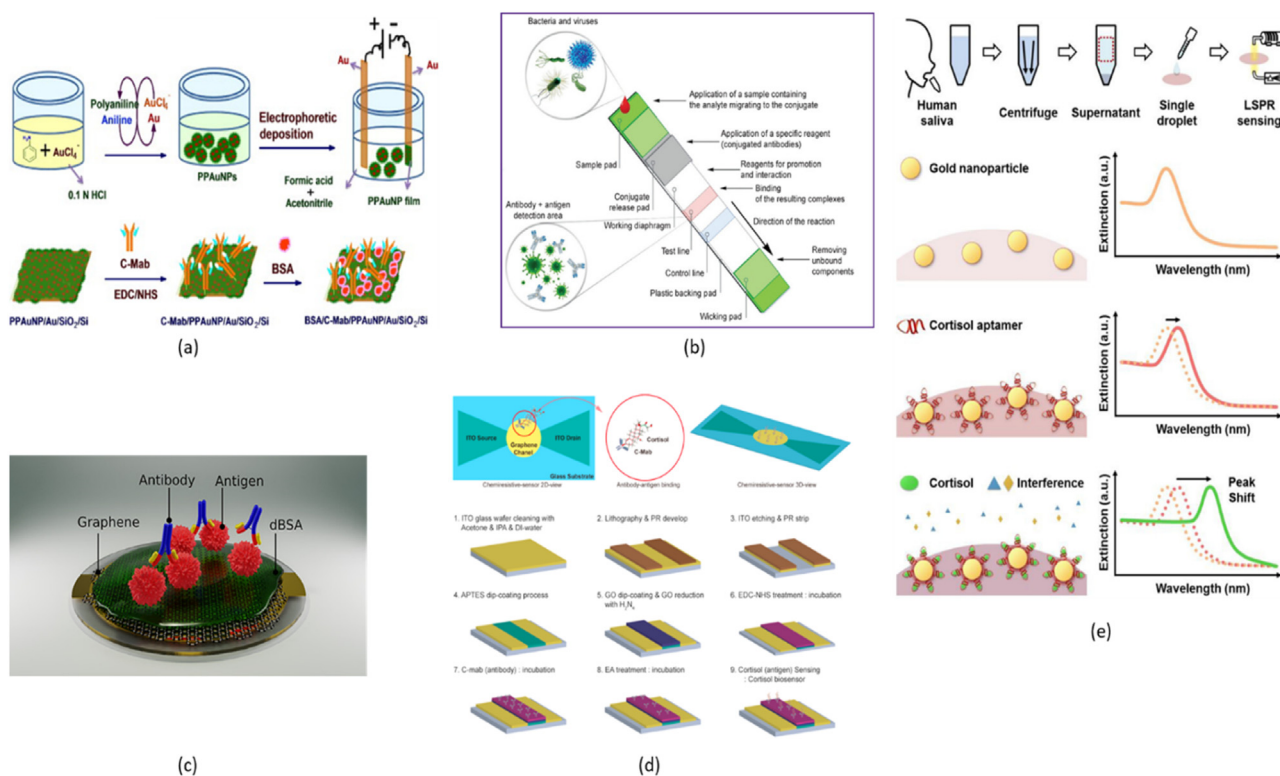 + -
Au
Au
Polyaniline
Aniline
AuCl₄⁻
Au
Electrophoretic
deposition
+ AuCl₄⁻
0.1 N HCl
PPAuNPs
Formic acid
+
Acetonitrile
PPAuNP film
C-Mab
EDC/NHS
BSA
PPAuNP/Au/SiO₂/Si
C-Mab/PPAuNP/Au/SiO₂/Si
BSA/C-Mab/PPAuNP/Au/SiO₂/Si
(a)
Bacteria and viruses
Application of a sample containing
the analyte migrating to the conjugate
Application of a specific reagent
(conjugated antibodies)
Reagents for promotion
and interaction
Binding
of the resulting complexes
Direction of the reaction
Removing
unbound
components
Sample pad
Conjugate
release pad
Working diaphragm
Test line
Control line
Plastic backing pad
Wicking pad
Antibody + antigen
detection area
(b)
Human
saliva
Centrifuge
Supernatant
Single
droplet
LSPR
sensing
Gold nanoparticle
Extinction (a.u.)
Wavelength (nm)
Cortisol aptamer
Extinction (a.u.)
Wavelength (nm)
Cortisol
Interference
Extinction (a.u.)
Peak
Shift
Wavelength (nm)
(e)
Graphene
Antibody
Antigen
dBSA
(c)
ITO Source
Graphene
Chanel
ITO Drain
Glass Substrate
Cortisol
C-Mab
Chemiresistive-sensor 2D-view
Antibody-antigen binding
Chemiresistive-sensor 3D-view
1. ITO glass wafer cleaning with
Acetone & IPA & DI-water
2. Lithography & PR develop
3. ITO etching & PR strip
4. APTES dip-coating process
5. GO dip-coating & GO reduction
with H₂N₄
6. EDC-NHS treatment : incubation
7. C-mab (antibody) : incubation
8. EA treatment : incubation
9. Cortisol (antigen) Sensing
: Cortisol biosensor
(d)